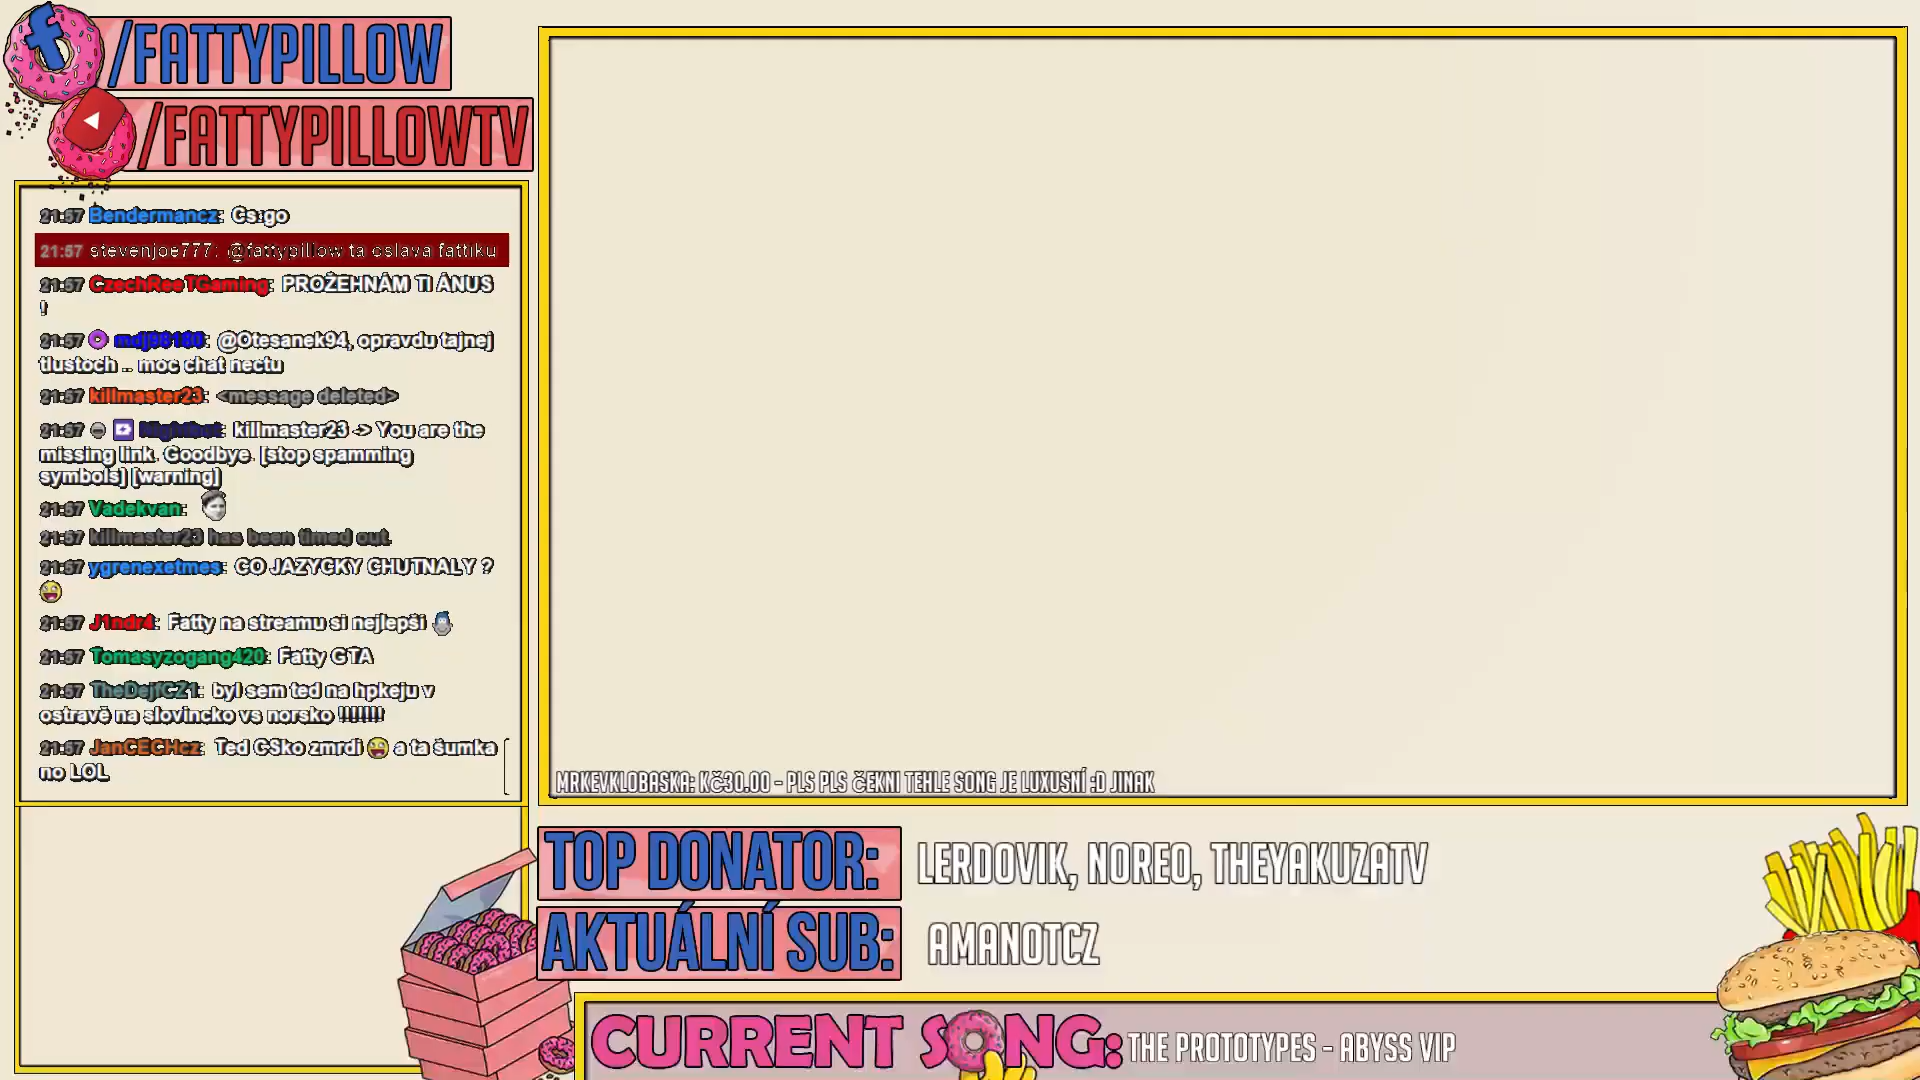 /FATTYPILLOW
/FATTYPILLOWTV
21:57 Bendermancz: Cs:go
21:57 stevenjoe777: @fattypillow ta oslava fattiku
21:57 CzechReeTGaming: PROŽEHNÁM TI ÁNUS
!
21:57 mdj98180: @Otesanek94, opravdu tajnej
tlustoch .. moc chat nectu
21:57 killmaster23: <message deleted>
21:57 Nightbot: killmaster23 -> You are the
missing link. Goodbye. [stop spamming
symbols] [warning]
21:57 Vadekvan:
21:57 killmaster23 has been timed out.
21:57 ygrenexetmes: CO JAZYCKY CHUTNALY ?
21:57 J1ndr4: Fatty na streamu si nejlepší
21:57 Tomasyzogang420: Fatty GTA
21:57 TheDejfCZ1: byl sem ted na hpkeju v
ostravě na slovincko vs norsko !!!!!!!
21:57 JanCECHcz: Ted CSko zmrdi a ta šumka
no LOL
MRKEVKLOBASKA: KČ30.00 - PLS PLS ČEKNI TEHLE SONG JE LUXUSNÍ :D JINAK
TOP DONATOR: LERDOVIK, NOREO, THEYAKUZATV
AKTUÁLNÍ SUB: AMANOTCZ
CURRENT SONG: THE PROTOTYPES - ABYSS VIP